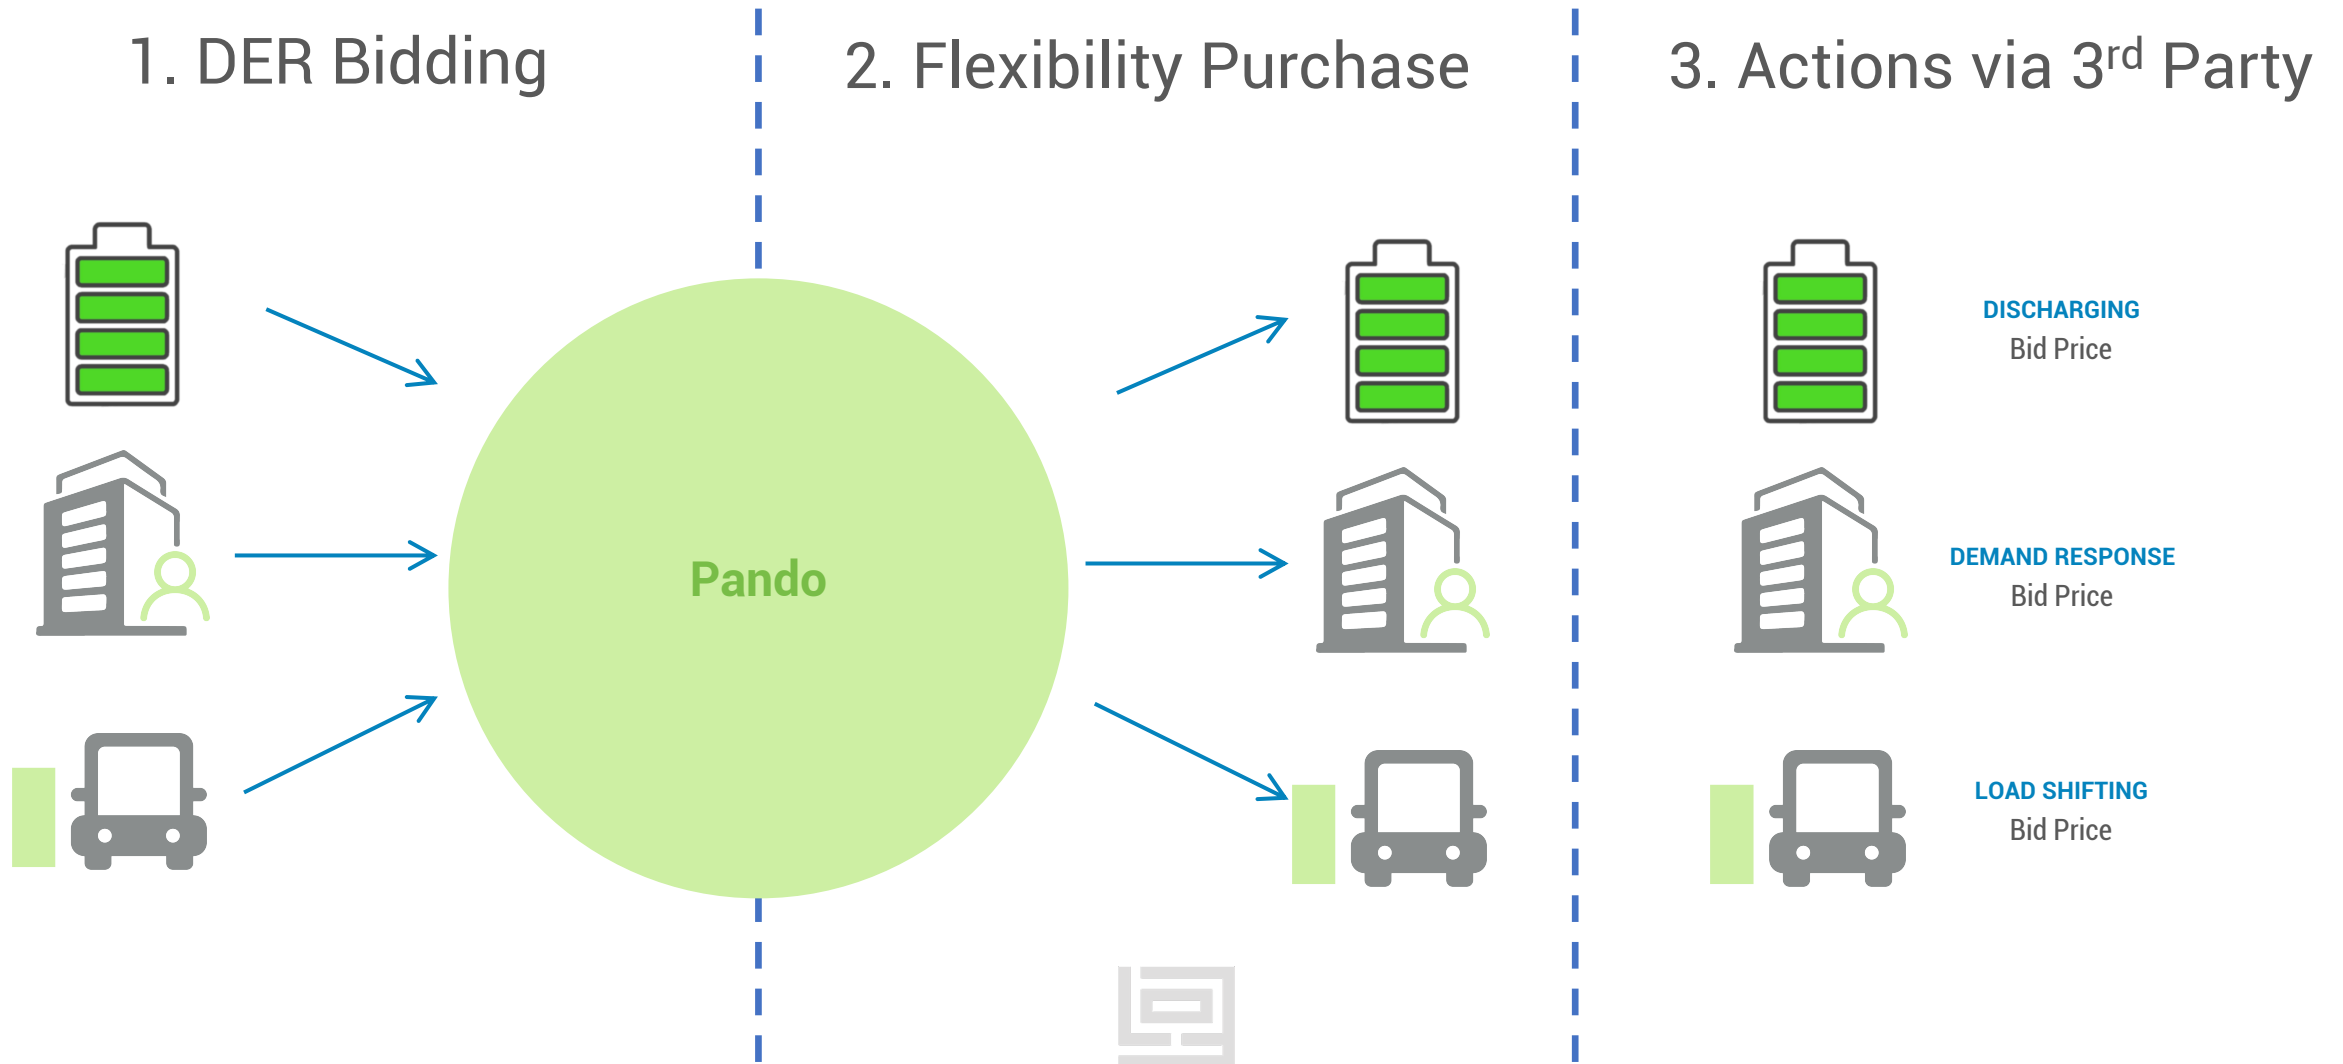 1. DER Bidding
2. Flexibility Purchase
3. Actions via 3rd Party
Pando
DISCHARGING
Bid Price
DEMAND RESPONSE
Bid Price
LOAD SHIFTING
Bid Price